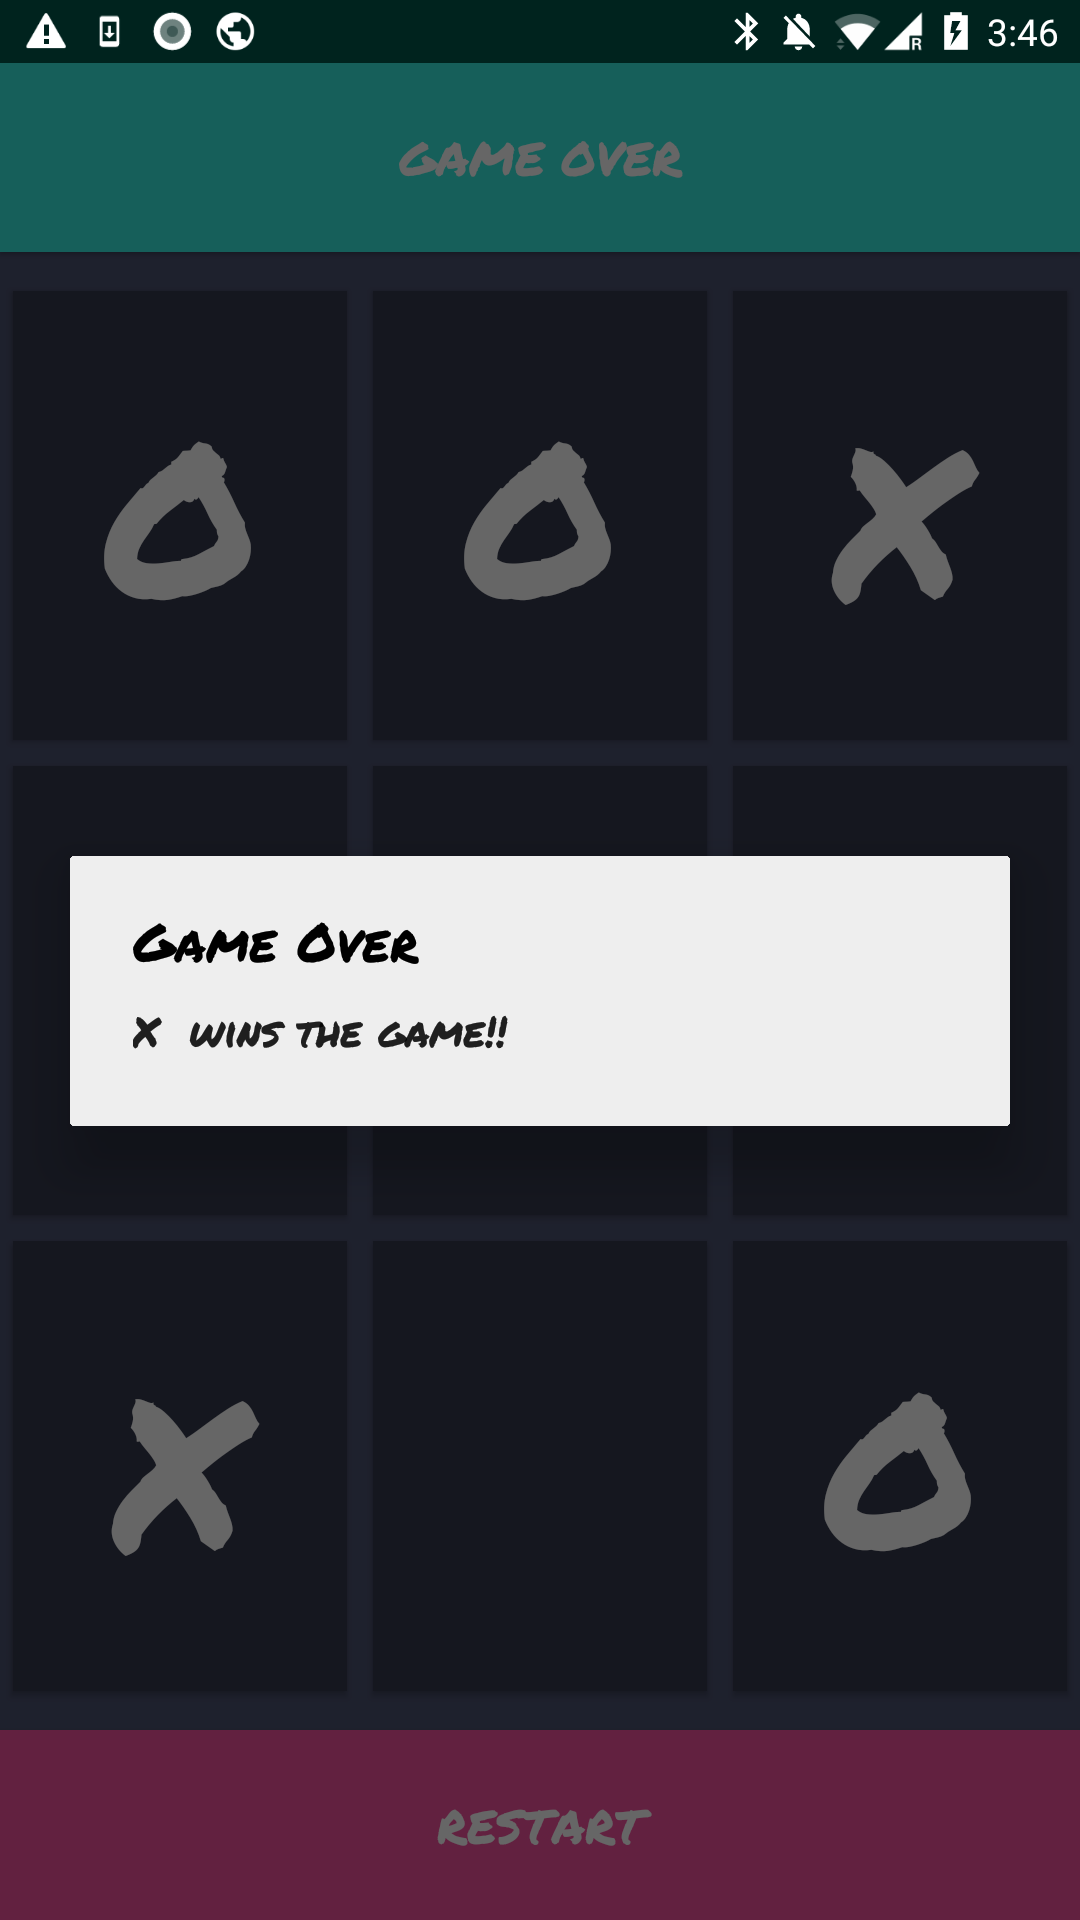 3:46
GAME OVER
O O X
Game Over
X wins the game!!
X O
RESTART